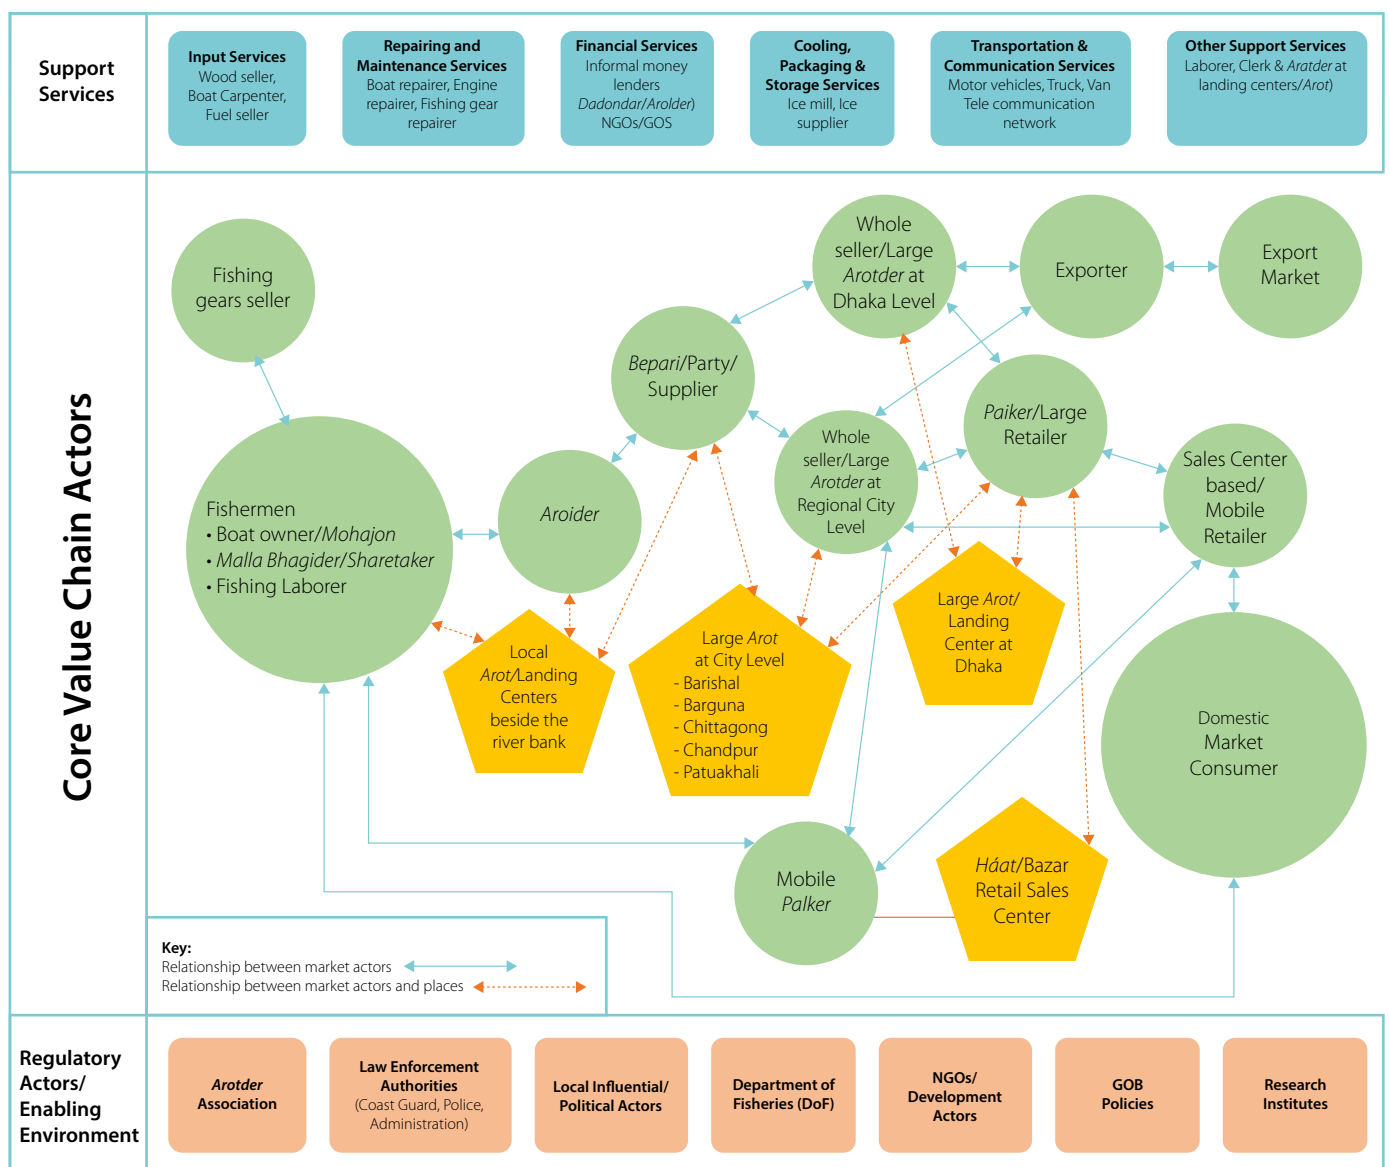 Support
Services
Input Services
Wood seller,
Boat Carpenter,
Fuel seller
Repairing and
Maintenance Services
Boat repairer, Engine
repairer, Fishing gear
repairer
Financial Services
Informal money
lenders
Dadondar/Arolder)
NGOs/GOS
Cooling,
Packaging &
Storage Services
Ice mill, Ice
supplier
Transportation &
Communication Services
Motor vehicles, Truck, Van
Tele communication
network
Other Support Services
Laborer, Clerk & Aratder at
landing centers/Arot)
Core Value Chain Actors
Fishing
gears seller
Fishermen
• Boat owner/Mohajon
• Malla Bhagider/Sharetaker
• Fishing Laborer
Aroider
Bepari/Party/
Supplier
Whole
seller/Large
Arotder at
Dhaka Level
Exporter
Export
Market
Whole
seller/Large
Arotder at
Regional City
Level
Paiker/Large
Retailer
Sales Center
based/
Mobile
Retailer
Local
Arot/Landing
Centers
beside the
river bank
Large Arot
at City Level
- Barishal
- Barguna
- Chittagong
- Chandpur
- Patuakhali
Large Arot/
Landing
Center at
Dhaka
Domestic
Market
Consumer
Mobile
Palker
Háat/Bazar
Retail Sales
Center
Key:
Relationship between market actors
Relationship between market actors and places
Regulatory
Actors/
Enabling
Environment
Arotder
Association
Law Enforcement
Authorities
(Coast Guard, Police,
Administration)
Local Influential/
Political Actors
Department of
Fisheries (DoF)
NGOs/
Development
Actors
GOB
Policies
Research
Institutes